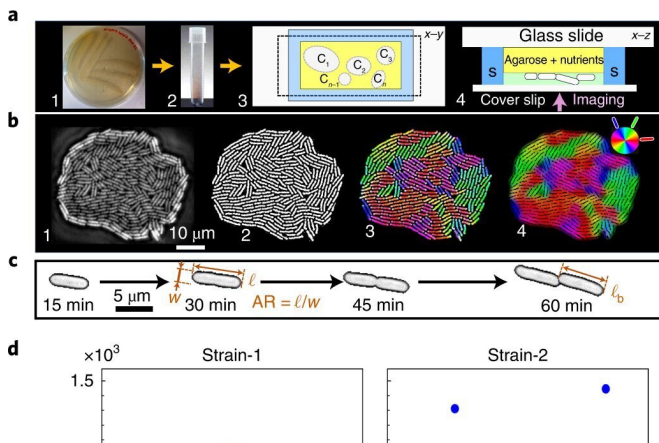 a
x–y
Glass slide
x–z
Agarose + nutrients
C1
C2
C3
Cn–1
Cn
S
S
1
2
3
4
Cover slip
Imaging
b
1
2
3
4
10 μm
c
ℓ
w
ℓb
15 min
5 μm
30 min
AR = ℓ/w
45 min
60 min
d
×10³
Strain-1
Strain-2
1.5